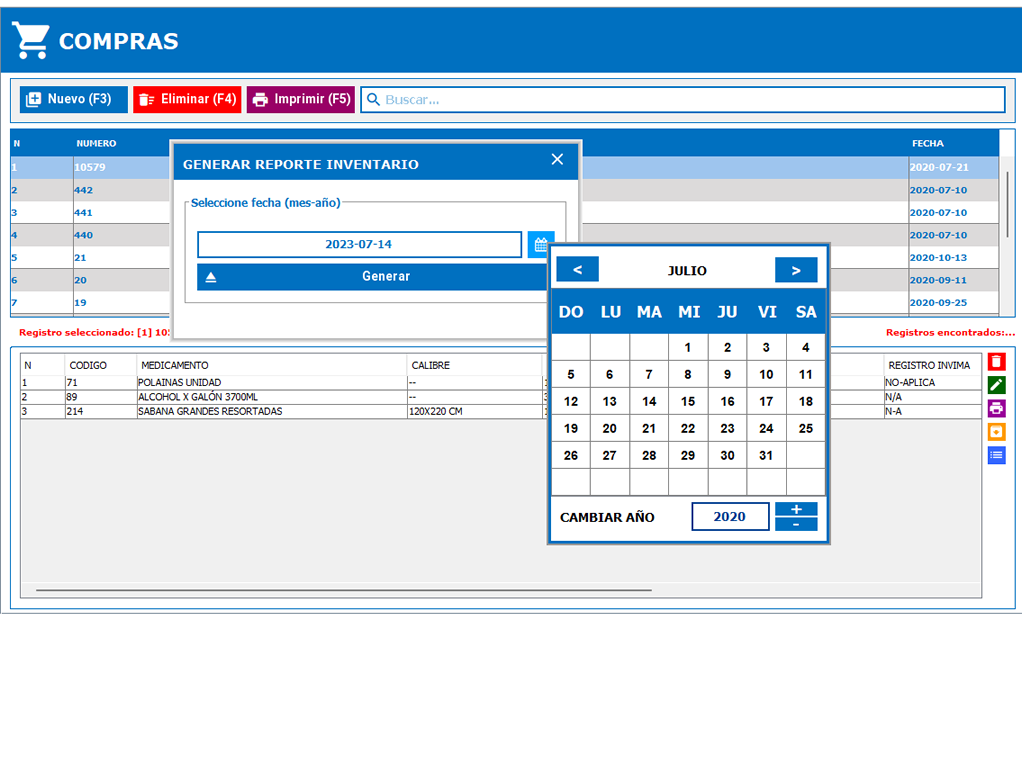 COMPRAS
Nuevo (F3) Eliminar (F4) Imprimir (F5) Buscar...
N NUMERO FECHA
1 10579 2020-07-21
2 442 2020-07-10
3 441 2020-07-10
4 440 2020-07-10
5 21 2020-10-13
6 20 2020-09-11
7 19 2020-09-25
GENERAR REPORTE INVENTARIO
Seleccione fecha (mes-año)
2023-07-14
Generar
< JULIO >
DO LU MA MI JU VI SA
1 2 3 4
5 6 7 8 9 10 11
12 13 14 15 16 17 18
19 20 21 22 23 24 25
26 27 28 29 30 31
CAMBIAR AÑO 2020 + -
Registro seleccionado: [1] Registros encontrados:...
N CODIGO MEDICAMENTO CALIBRE REGISTRO INVIMA
1 71 POLAINAS UNIDAD -- NO-APLICA
2 89 ALCOHOL X GALÓN 3700ML -- N/A
3 214 SABANA GRANDES RESORTADAS 120X220 CM N-A